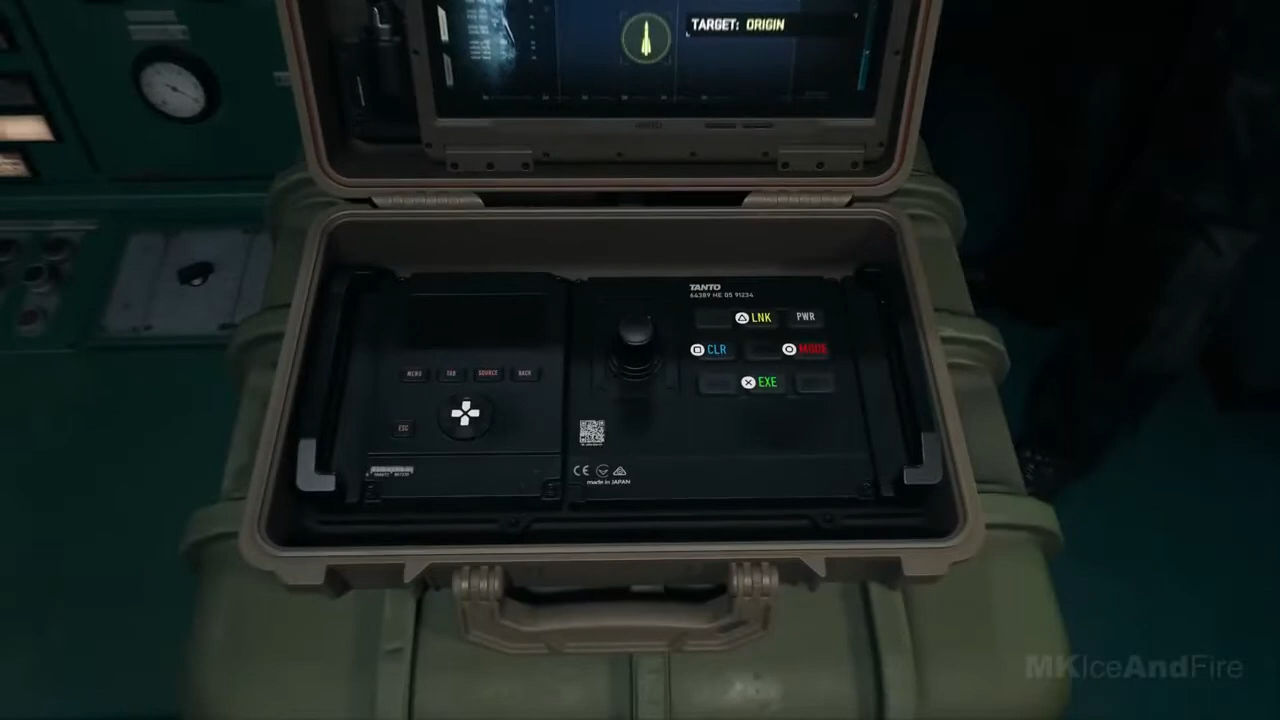 TARGET: ORIGIN
TANTO
64389 HE 05 91234
LNK PWR
CLR MODE
EXE
MENU TAB SOURCE BACK
ESC
CE
made in JAPAN
MKIceAndFire